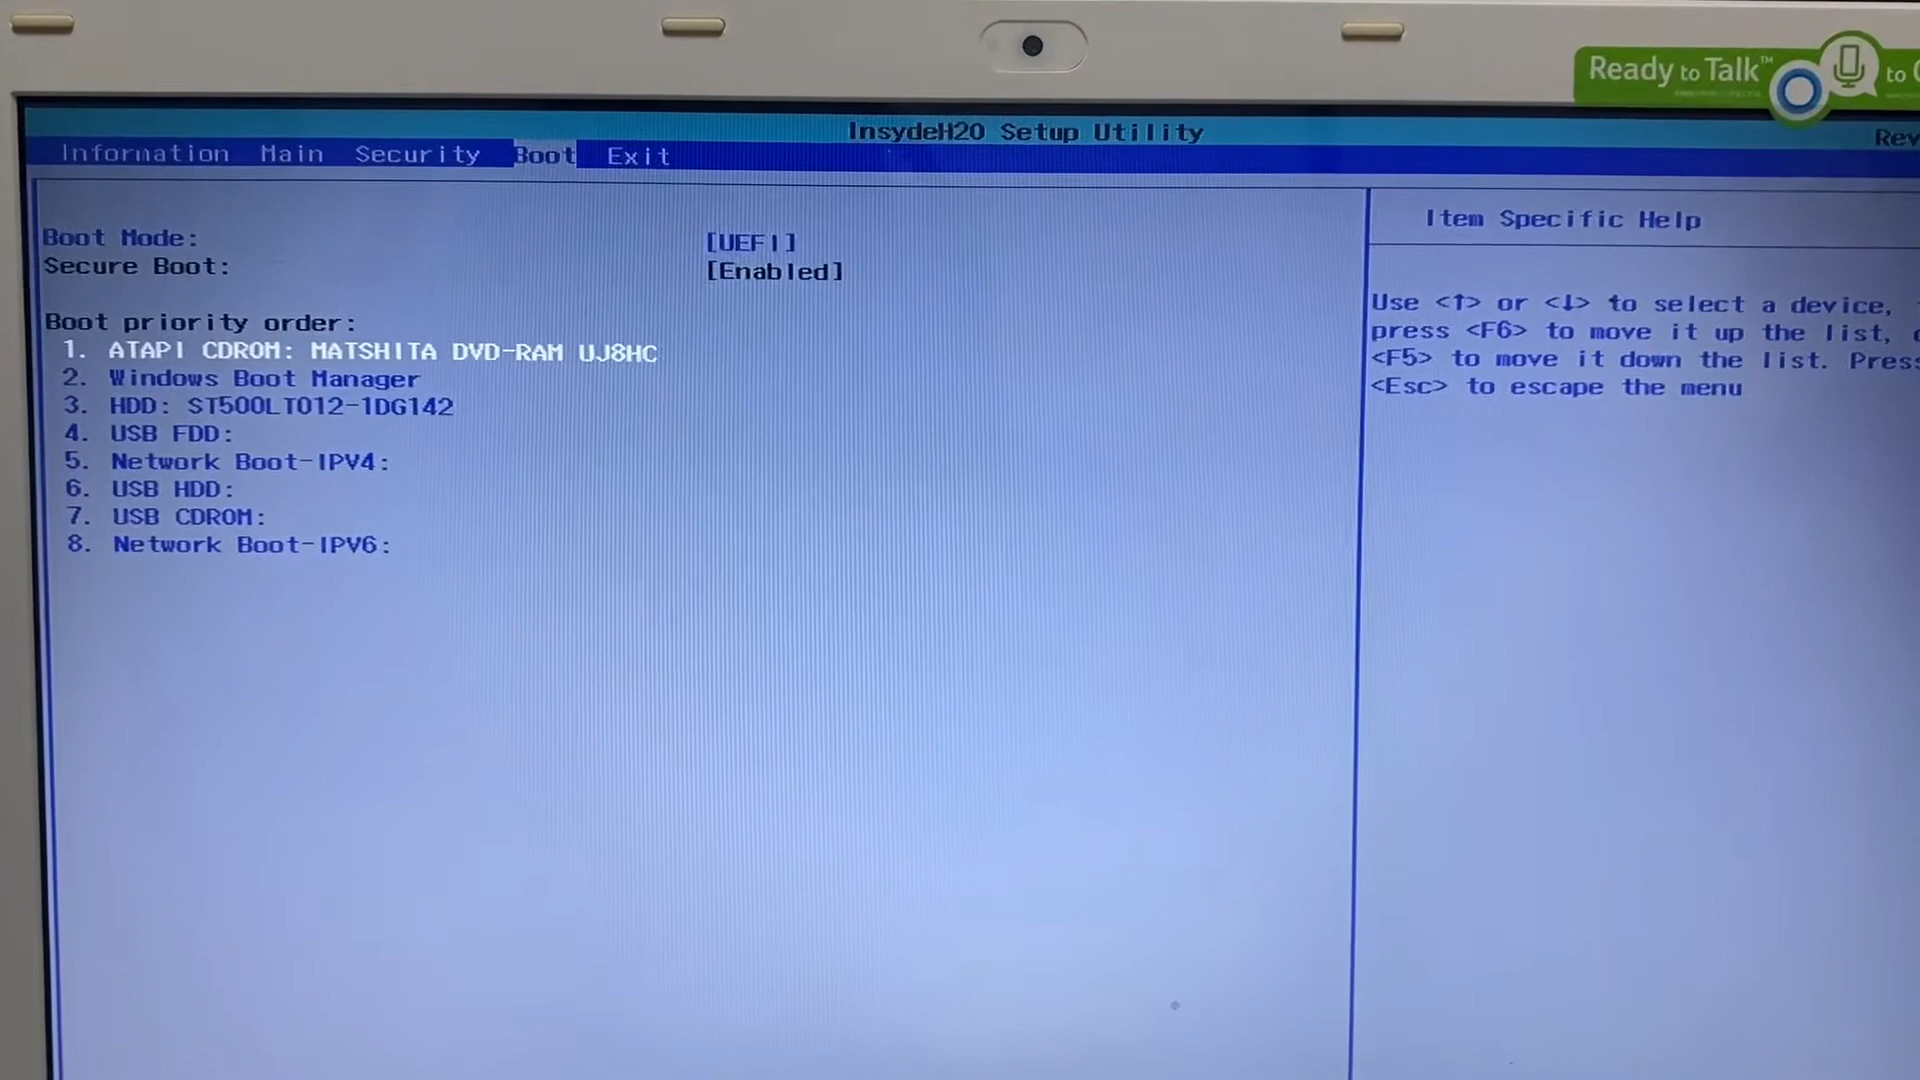 Ready to Talk™
to
InsydeH20 Setup Utility
Rev
Information Main Security Boot Exit
Boot Mode: [UEFI]
Secure Boot: [Enabled]
Boot priority order:
1. ATAPI CDROM: MATSHITA DVD-RAM UJ8HC
2. Windows Boot Manager
3. HDD: ST500LT012-1DG142
4. USB FDD:
5. Network Boot-IPV4:
6. USB HDD:
7. USB CDROM:
8. Network Boot-IPV6:
Item Specific Help
Use <↑> or <↓> to select a device,
press <F6> to move it up the list,
<F5> to move it down the list. Press
<Esc> to escape the menu